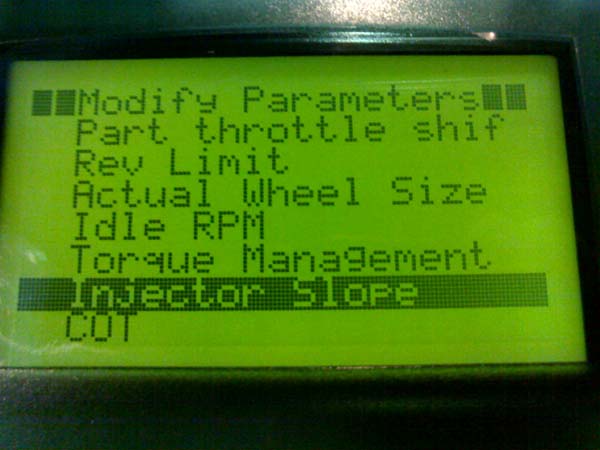 Modify Parameters
Part throttle shif
Rev Limit
Actual Wheel Size
Idle RPM
Torque Management
Injector Slope
COT